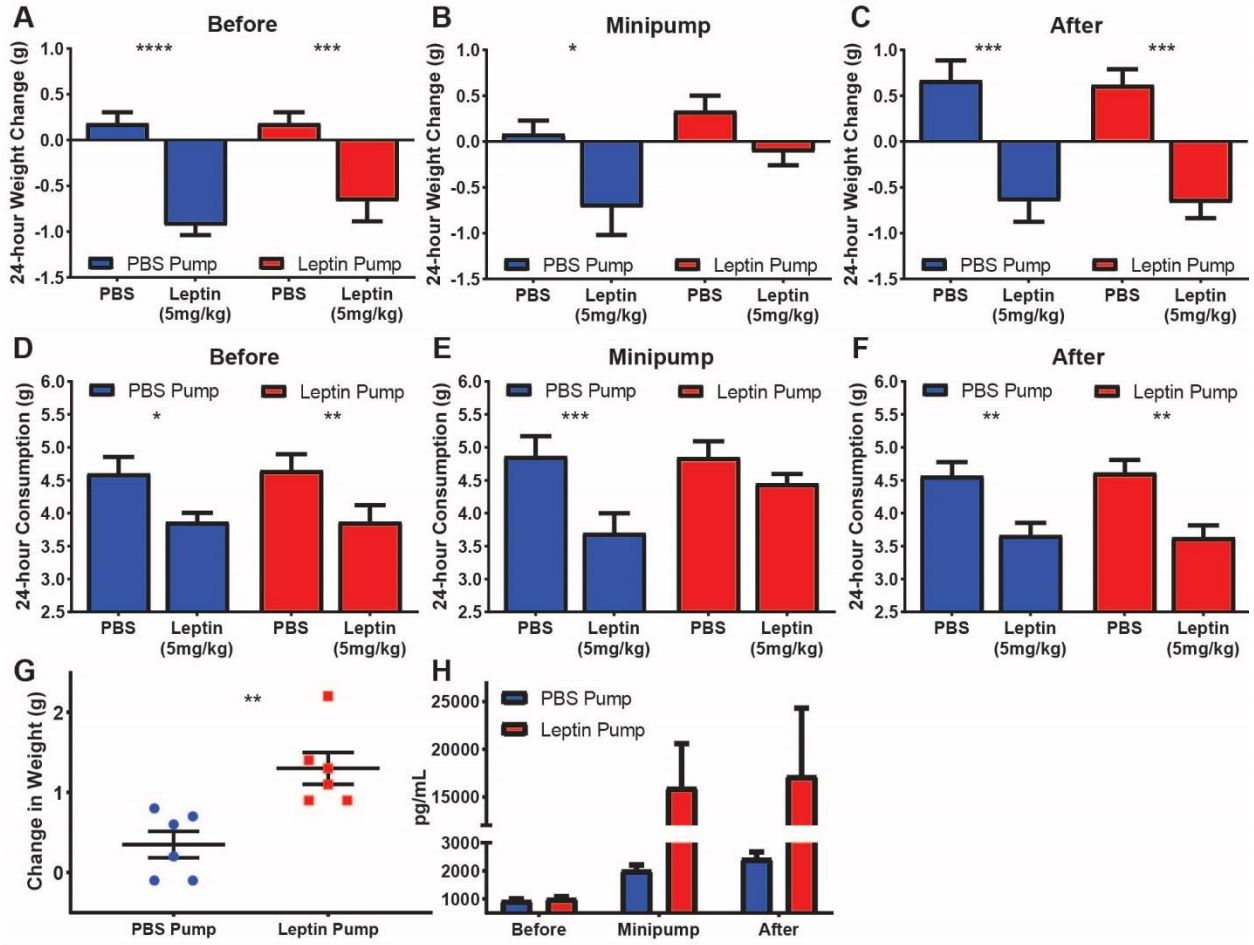 A
Before
24-hour Weight Change (g)
1.0
0.5
0.0
-0.5
-1.0
-1.5
****
***
PBS Pump
Leptin Pump
PBS
Leptin
(5mg/kg)
PBS
Leptin
(5mg/kg)
B
Minipump
24-hour Weight Change (g)
1.0
0.5
0.0
-0.5
-1.0
-1.5
*
PBS Pump
Leptin Pump
PBS
Leptin
(5mg/kg)
PBS
Leptin
(5mg/kg)
C
After
24-hour Weight Change (g)
1.0
0.5
0.0
-0.5
-1.0
-1.5
***
***
PBS Pump
Leptin Pump
PBS
Leptin
(5mg/kg)
PBS
Leptin
(5mg/kg)
D
Before
24-hour Consumption (g)
6.0
5.5
5.0
4.5
4.0
3.5
3.0
2.5
PBS Pump
Leptin Pump
*
**
PBS
Leptin
(5mg/kg)
PBS
Leptin
(5mg/kg)
E
Minipump
24-hour Consumption (g)
6.0
5.5
5.0
4.5
4.0
3.5
3.0
2.5
PBS Pump
Leptin Pump
***
PBS
Leptin
(5mg/kg)
PBS
Leptin
(5mg/kg)
F
After
24-hour Consumption (g)
6.0
5.5
5.0
4.5
4.0
3.5
3.0
2.5
PBS Pump
Leptin Pump
**
**
PBS
Leptin
(5mg/kg)
PBS
Leptin
(5mg/kg)
G
Change in Weight (g)
2
1
0
**
PBS Pump
Leptin Pump
H
pg/mL
25000
20000
15000
3000
2000
1000
PBS Pump
Leptin Pump
Before
Minipump
After